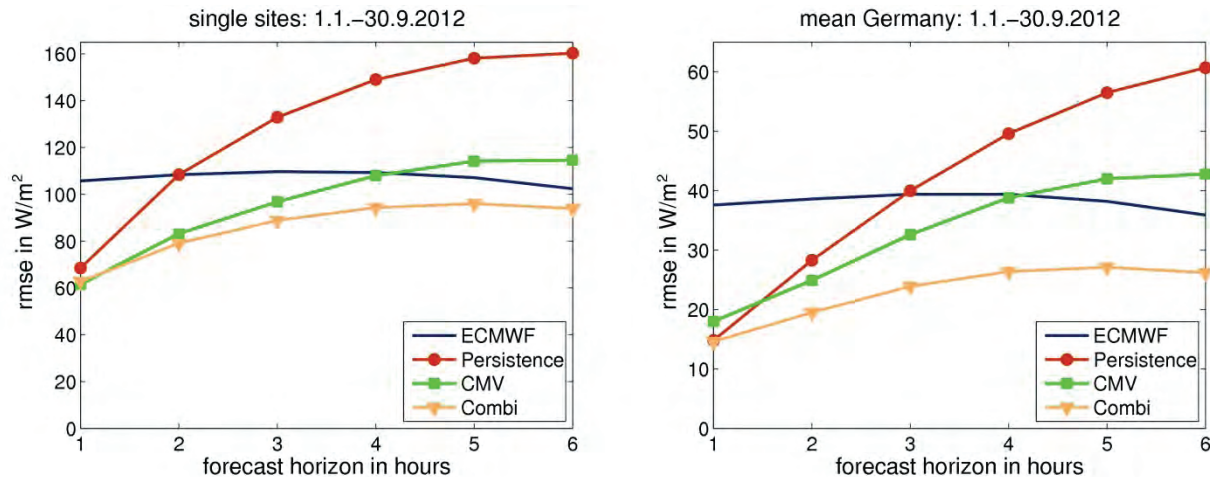 single sites: 1.1.–30.9.2012
rmse in W/m²
160
140
120
100
80
60
40
20
0
ECMWF
Persistence
CMV
Combi
1 2 3 4 5 6
forecast horizon in hours
mean Germany: 1.1.–30.9.2012
rmse in W/m²
60
50
40
30
20
10
0
ECMWF
Persistence
CMV
Combi
1 2 3 4 5 6
forecast horizon in hours